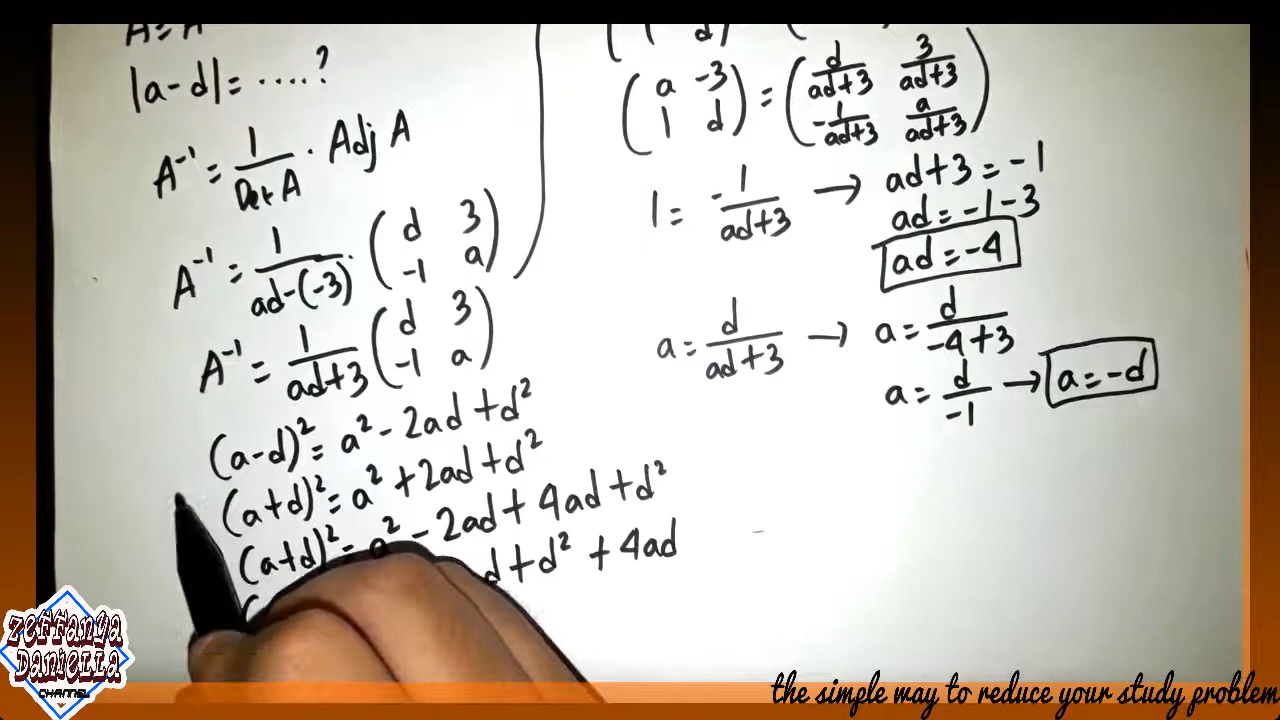 |a-d| = ....?
A⁻¹ = 1/Det A · Adj A
A⁻¹ = 1/ad-(-3) · (d 3
-1 a)
A⁻¹ = 1/ad+3 (d 3
-1 a)
(a-d)² = a² - 2ad + d²
(a+d)² = a² + 2ad + d²
(a+d)² = a² - 2ad + 4ad + d²
d + d² + 4ad
(a -3
1 d) = (d/ad+3 3/ad+3
-1/ad+3 a/ad+3)
1 = -1/ad+3 → ad+3 = -1
ad = -1-3
ad = -4
a = d/ad+3 → a = d/-4+3
a = d/-1 → a = -d
Zeffanya
Daniella
CHANNEL
the simple way to reduce your study problem